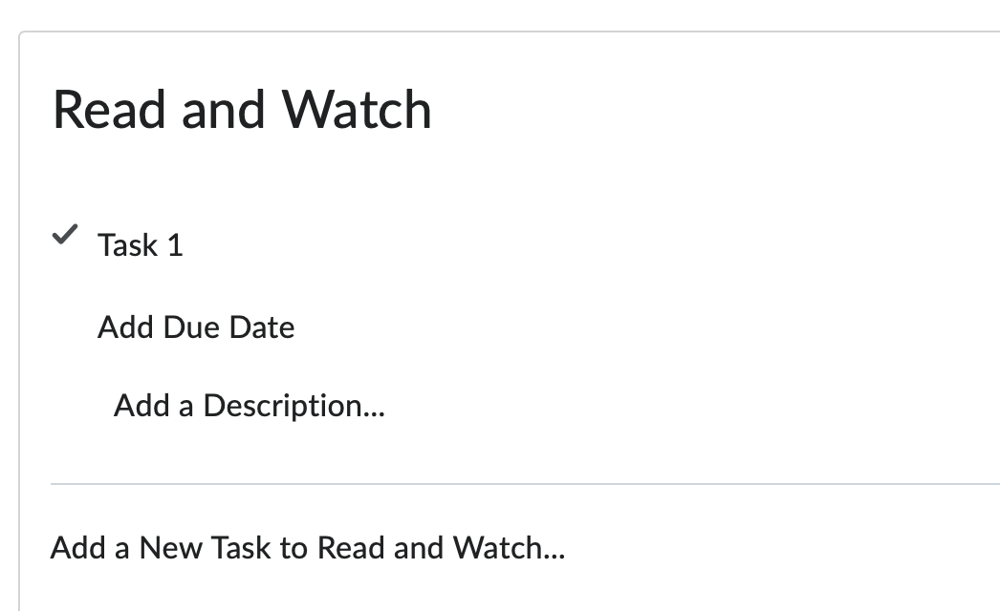 Read and Watch
Task 1
Add Due Date
Add a Description...
Add a New Task to Read and Watch...